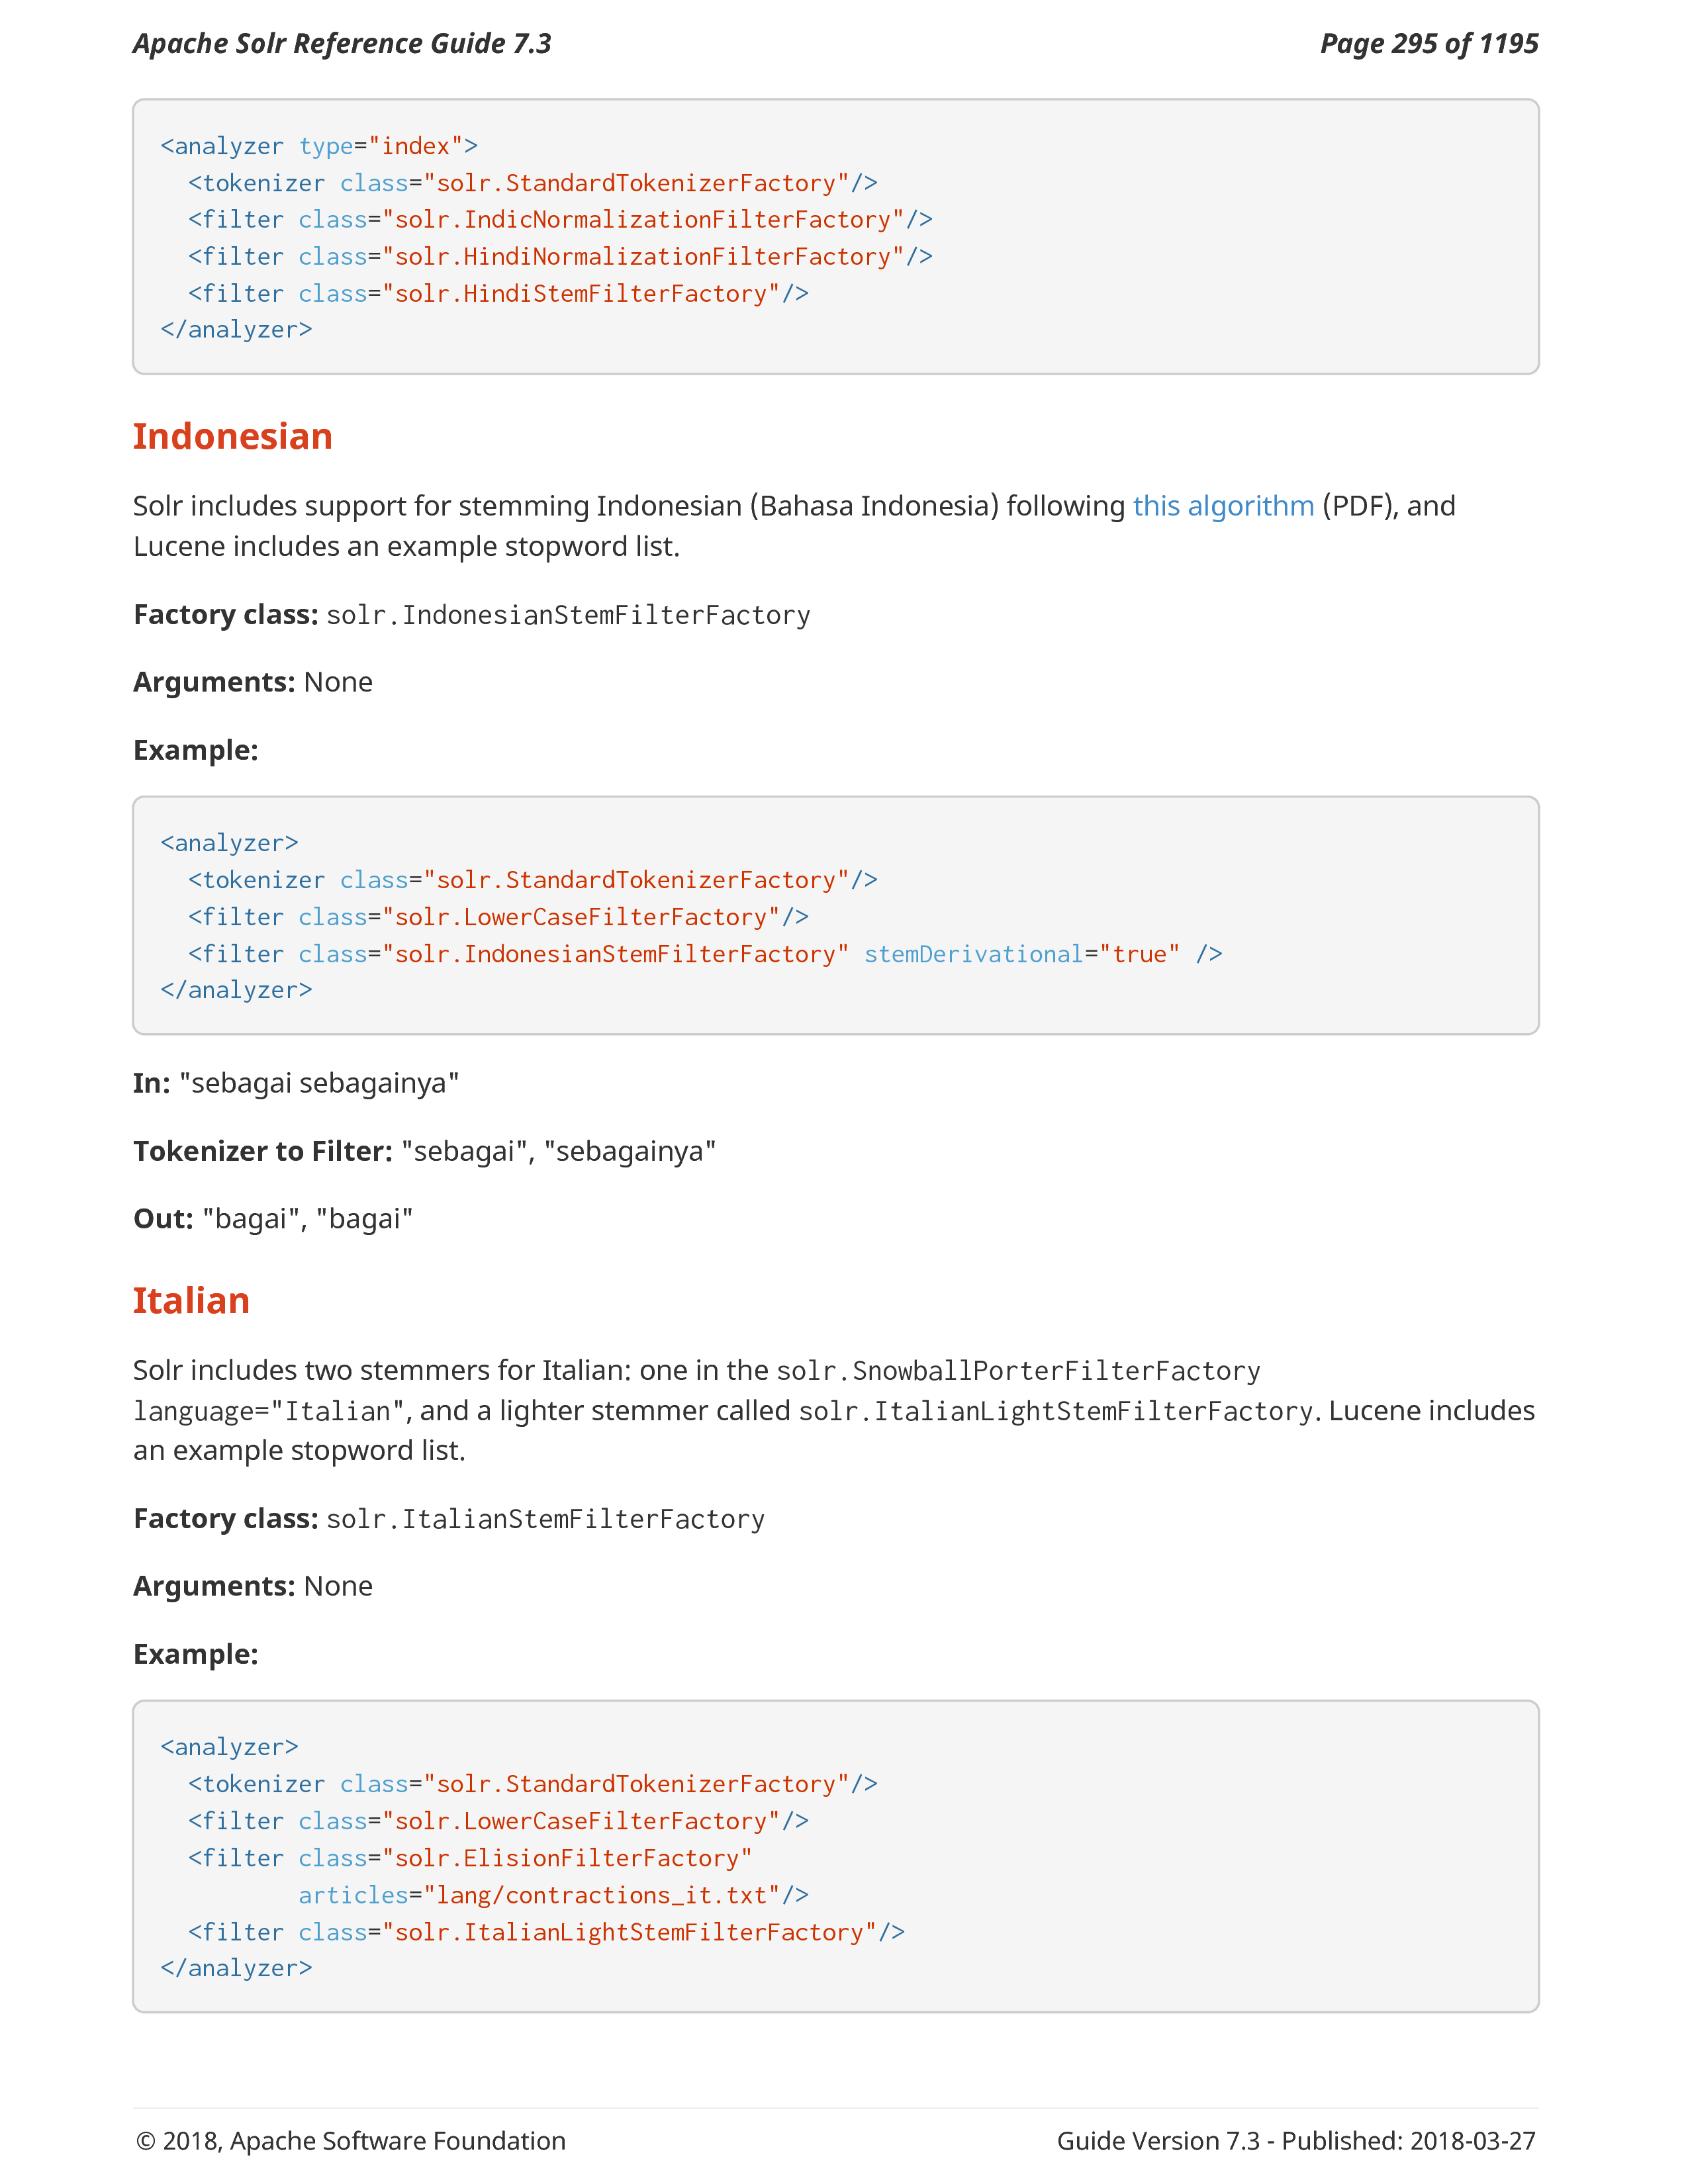 Apache Solr Reference Guide 7.3
Page 295 of 1195
<analyzer type="index">
  <tokenizer class="solr.StandardTokenizerFactory"/>
  <filter class="solr.IndicNormalizationFilterFactory"/>
  <filter class="solr.HindiNormalizationFilterFactory"/>
  <filter class="solr.HindiStemFilterFactory"/>
</analyzer>
Indonesian
Solr includes support for stemming Indonesian (Bahasa Indonesia) following this algorithm (PDF), and
Lucene includes an example stopword list.
Factory class: solr.IndonesianStemFilterFactory
Arguments: None
Example:
<analyzer>
  <tokenizer class="solr.StandardTokenizerFactory"/>
  <filter class="solr.LowerCaseFilterFactory"/>
  <filter class="solr.IndonesianStemFilterFactory" stemDerivational="true" />
</analyzer>
In: "sebagai sebagainya"
Tokenizer to Filter: "sebagai", "sebagainya"
Out: "bagai", "bagai"
Italian
Solr includes two stemmers for Italian: one in the solr.SnowballPorterFilterFactory
language="Italian", and a lighter stemmer called solr.ItalianLightStemFilterFactory. Lucene includes
an example stopword list.
Factory class: solr.ItalianStemFilterFactory
Arguments: None
Example:
<analyzer>
  <tokenizer class="solr.StandardTokenizerFactory"/>
  <filter class="solr.LowerCaseFilterFactory"/>
  <filter class="solr.ElisionFilterFactory"
          articles="lang/contractions_it.txt"/>
  <filter class="solr.ItalianLightStemFilterFactory"/>
</analyzer>
© 2018, Apache Software Foundation
Guide Version 7.3 - Published: 2018-03-27